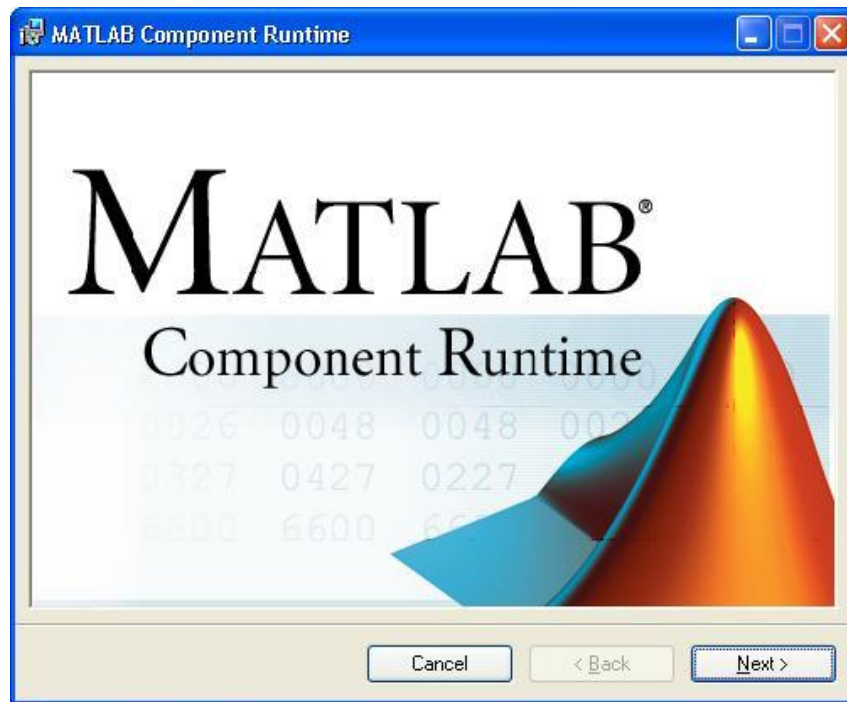 MATLAB Component Runtime
MATLAB®
Component Runtime
0026 0048 0048
0327 0427 0227
6600 6600
Cancel < Back Next >